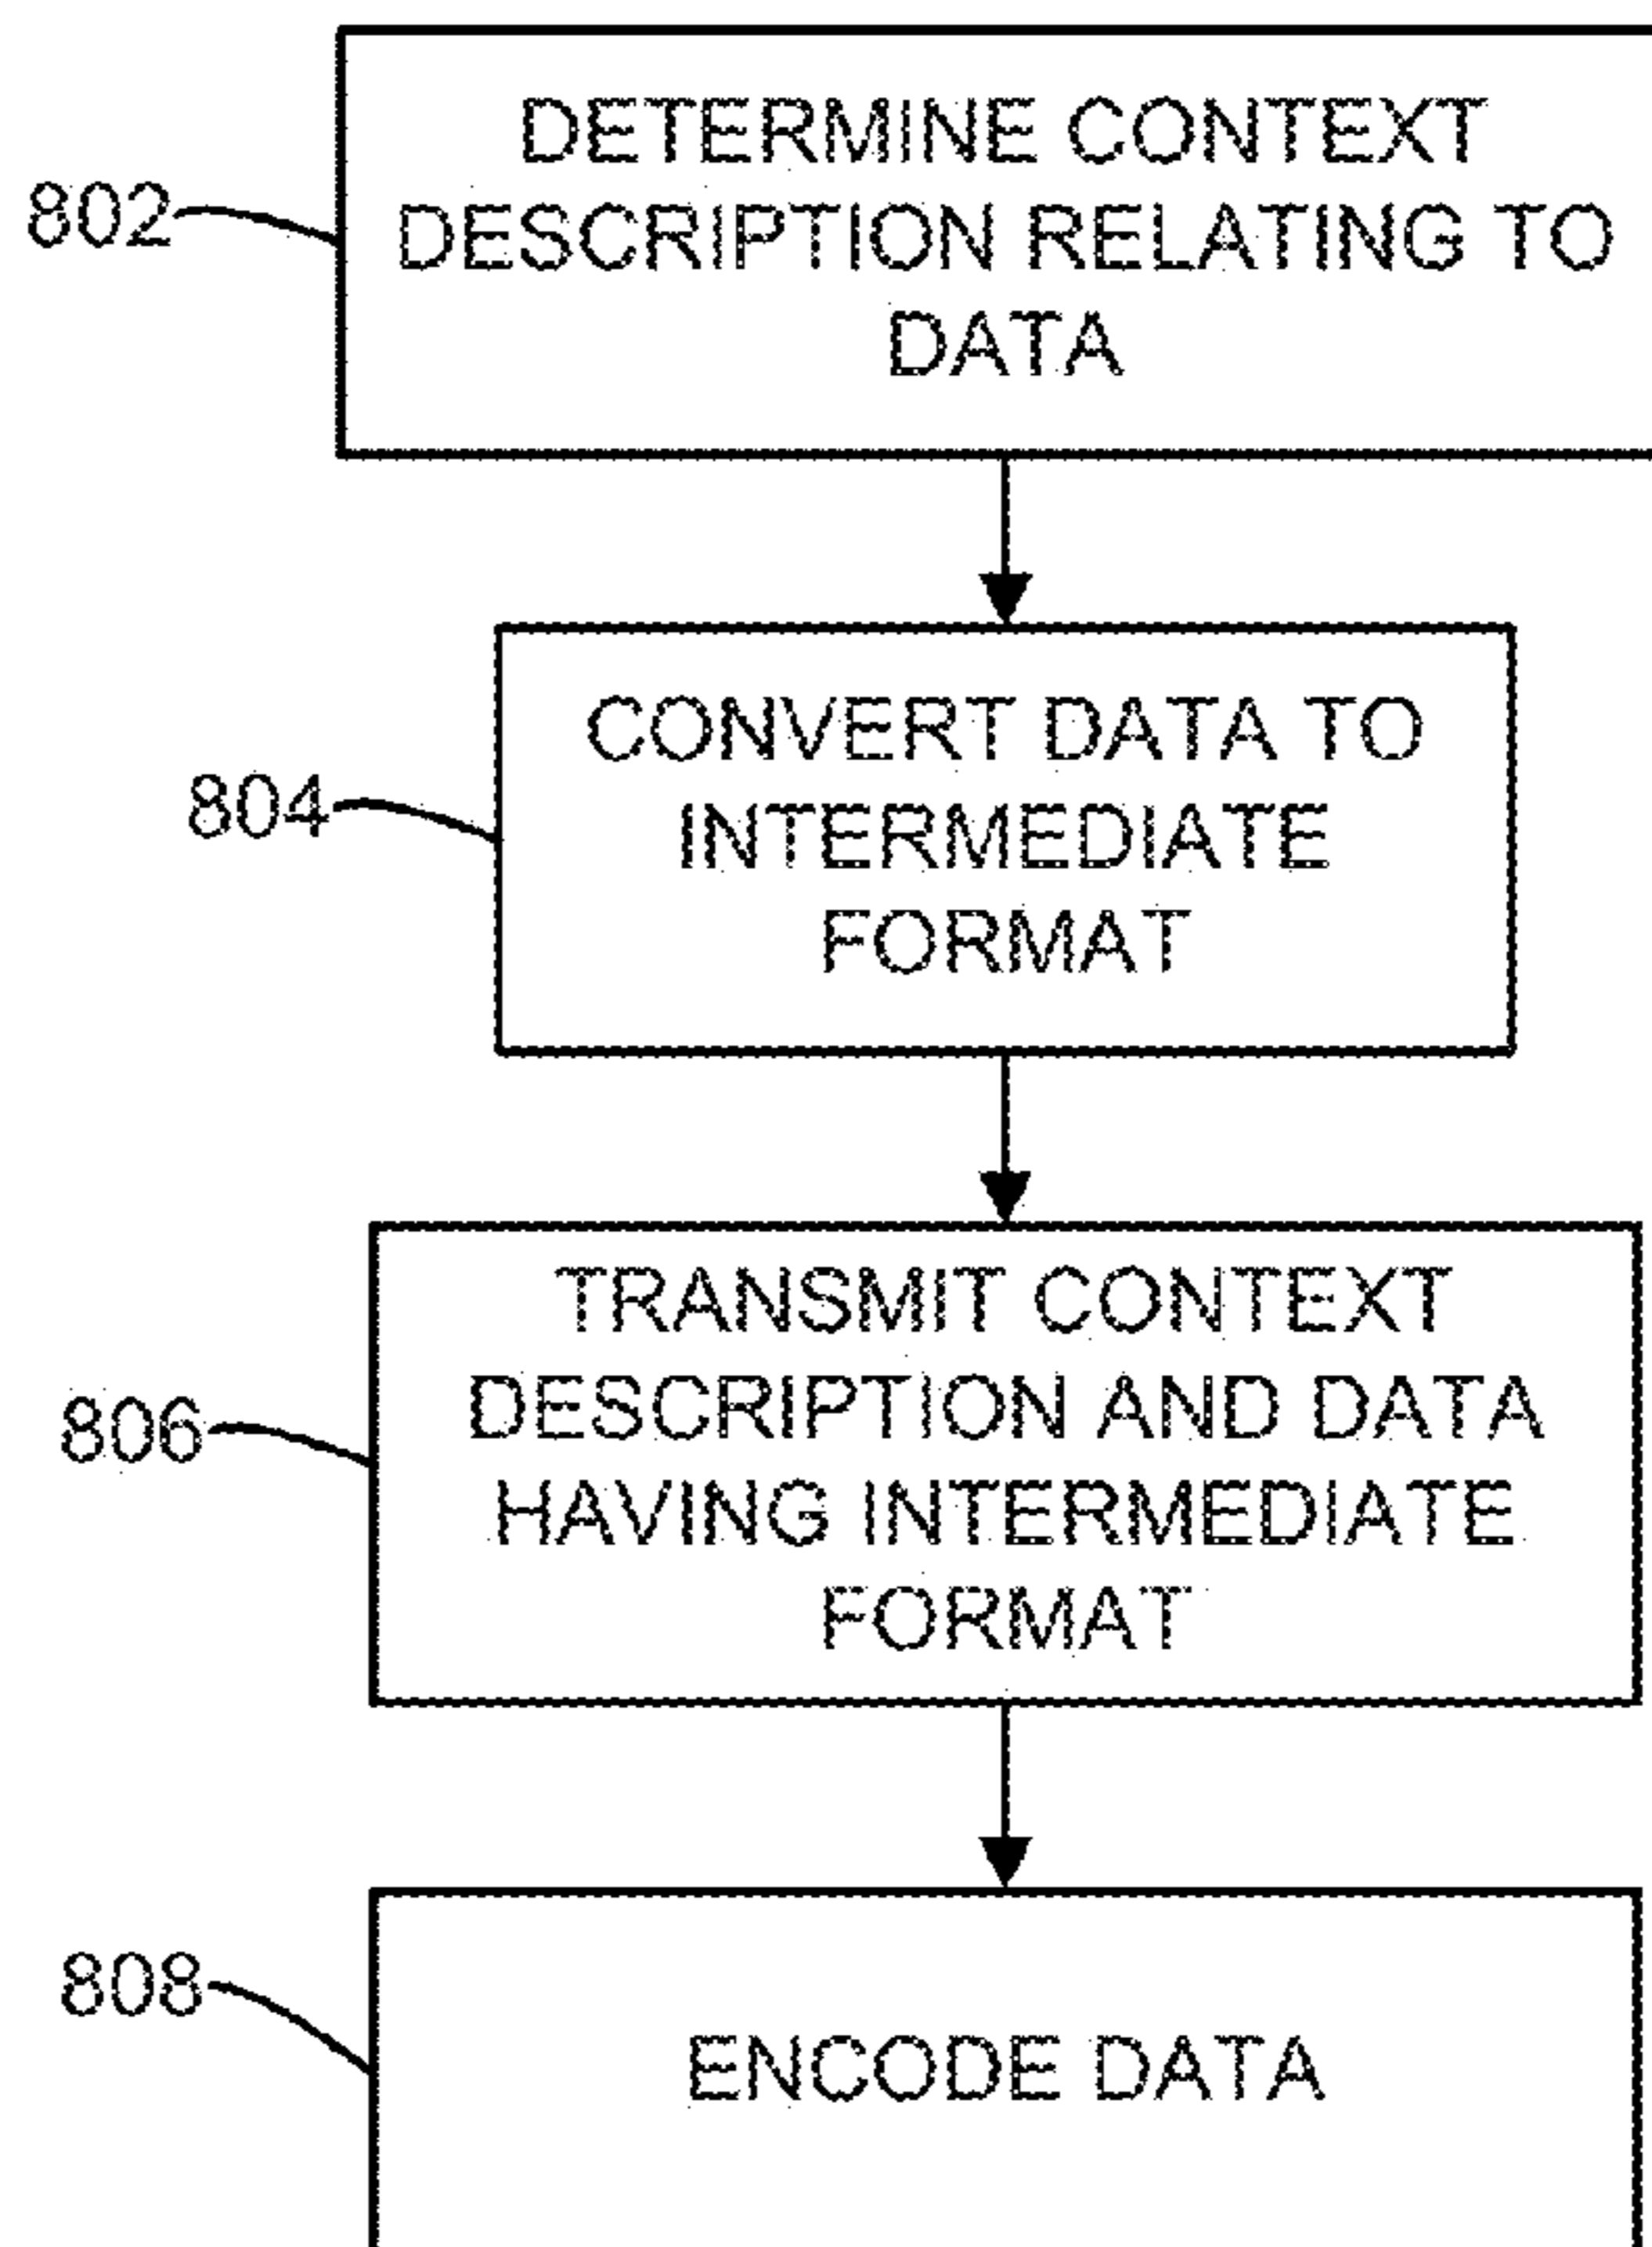 DETERMINE CONTEXT
802
DESCRIPTION RELATING TO
DATA
CONVERT DATA TO
804
INTERMEDIATE
FORMAT
TRANSMIT CONTEXT
806
DESCRIPTION AND DATA
HAVING INTERMEDIATE
FORMAT
808
ENCODE DATA